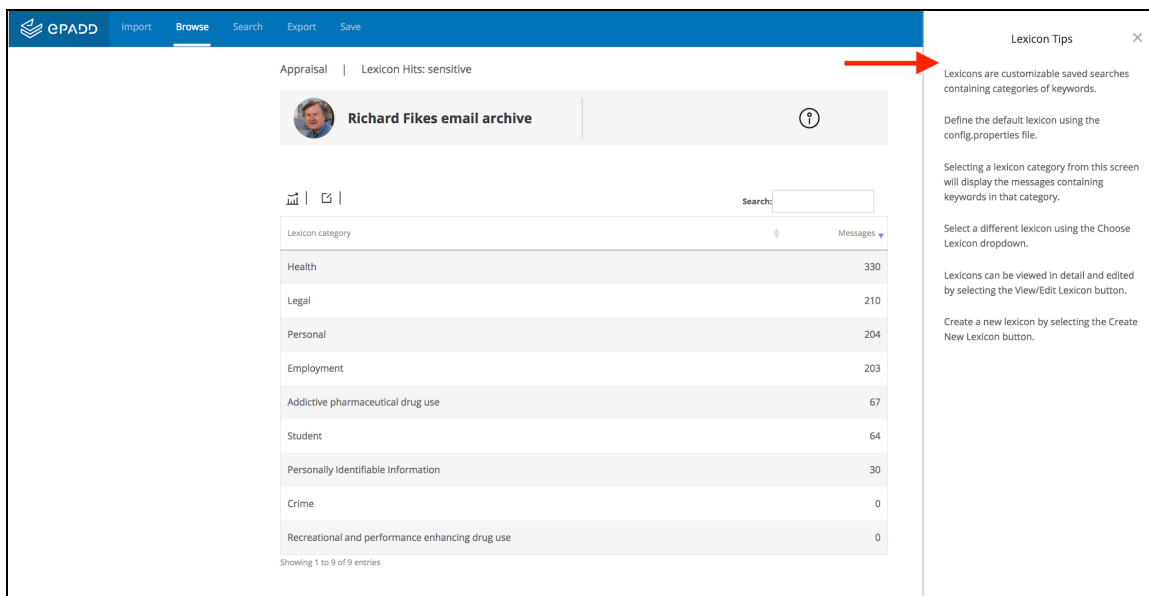 ePADD Import Browse Search Export Save
Appraisal | Lexicon Hits: sensitive
Richard Fikes email archive
Search:
Lexicon category Messages
Health 330
Legal 210
Personal 204
Employment 203
Addictive pharmaceutical drug use 67
Student 64
Personally Identifiable Information 30
Crime 0
Recreational and performance enhancing drug use 0
Showing 1 to 9 of 9 entries
Lexicon Tips
Lexicons are customizable saved searches
containing categories of keywords.
Define the default lexicon using the
config.properties file.
Selecting a lexicon category from this screen
will display the messages containing
keywords in that category.
Select a different lexicon using the Choose
Lexicon dropdown.
Lexicons can be viewed in detail and edited
by selecting the View/Edit Lexicon button.
Create a new lexicon by selecting the Create
New Lexicon button.